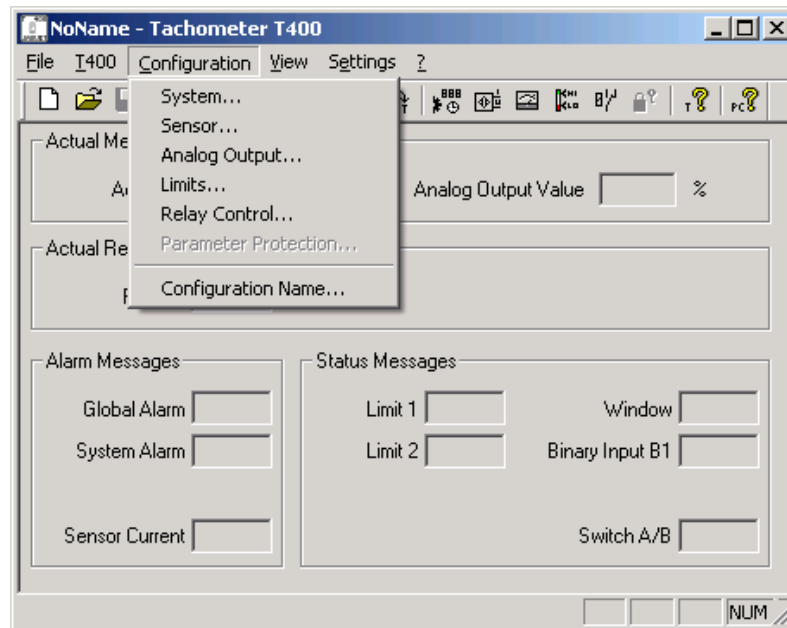 NoName - Tachometer T400
File T400 Configuration View Settings ?
System...
Sensor...
Analog Output...
Limits...
Relay Control...
Parameter Protection...
Configuration Name...
Actual Me
Analog Output Value %
Actual Re
Alarm Messages
Global Alarm
System Alarm
Sensor Current
Status Messages
Limit 1
Limit 2
Window
Binary Input B1
Switch A/B
NUM